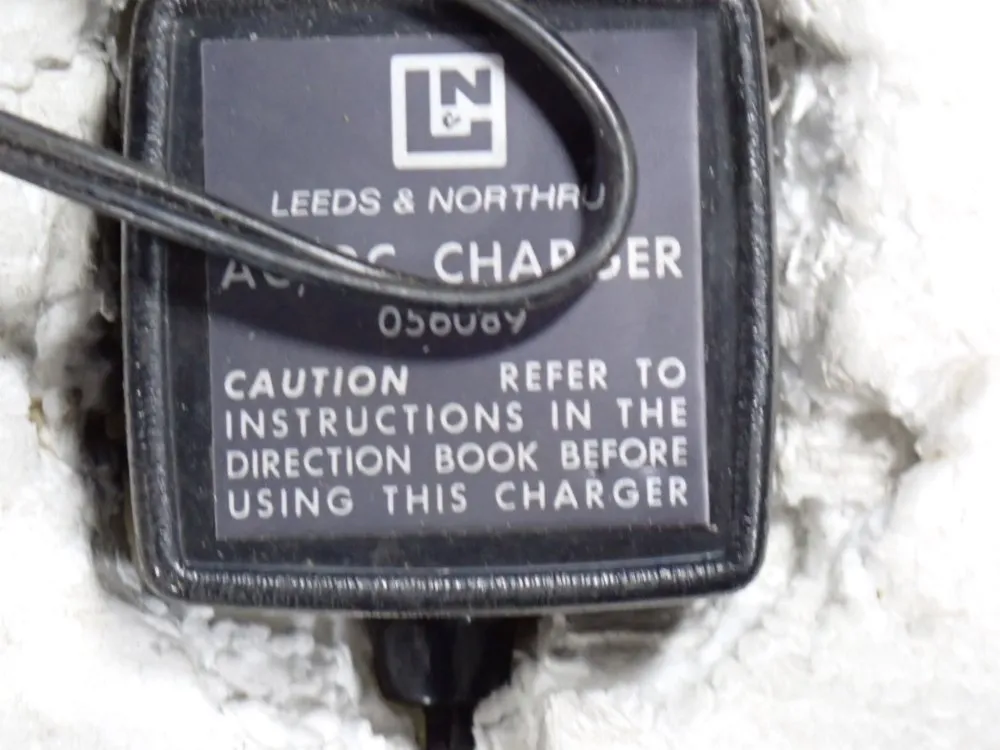 L&N
LEEDS & NORTHRU
CHARGER
CAUTION REFER TO
INSTRUCTIONS IN THE
DIRECTION BOOK BEFORE
USING THIS CHARGER